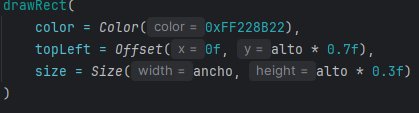 drawRect(
    color = Color( color = 0xFF228B22),
    topLeft = Offset( x = 0f, y = alto * 0.7f),
    size = Size( width = ancho, height = alto * 0.3f)
)